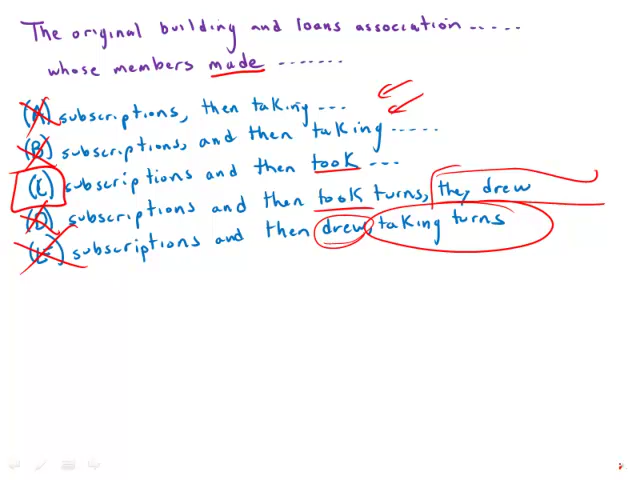 The original building and loans association .....
whose members made .......
(A) subscriptions, then taking ...
(B) subscriptions, and then taking .....
(C) subscriptions and then took ...
(D) subscriptions and then took turns, they drew
(E) subscriptions and then drew, taking turns